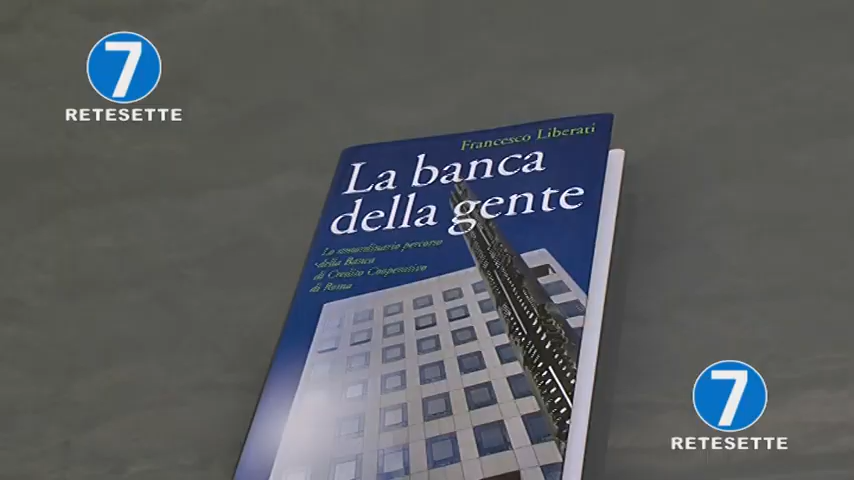 7
RETESETTE
Francesco Liberati
La banca
della gente
Lo straordinario percorso
della Banca
di Credito Cooperativo
di Roma
7
RETESETTE